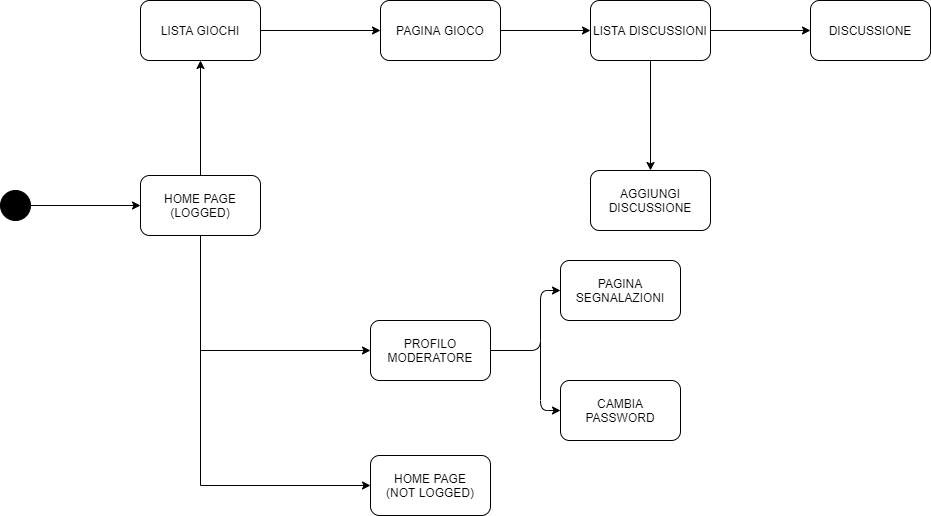 LISTA GIOCHI
PAGINA GIOCO
LISTA DISCUSSIONI
DISCUSSIONE
HOME PAGE
(LOGGED)
AGGIUNGI
DISCUSSIONE
PAGINA
SEGNALAZIONI
PROFILO
MODERATORE
CAMBIA
PASSWORD
HOME PAGE
(NOT LOGGED)